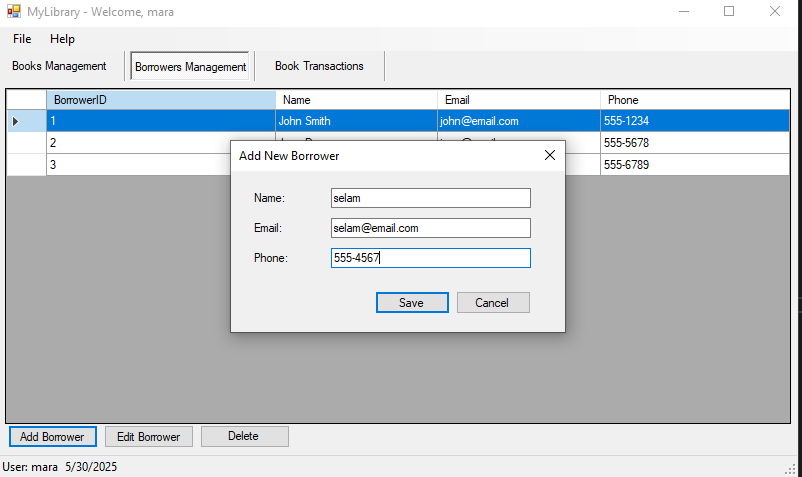 MyLibrary - Welcome, mara
File Help
Books Management Borrowers Management Book Transactions
BorrowerID Name Email Phone
1 John Smith john@email.com 555-1234
2 555-5678
3 555-6789
Add New Borrower
Name: selam
Email: selam@email.com
Phone: 555-4567
Save Cancel
Add Borrower Edit Borrower Delete
User: mara 5/30/2025